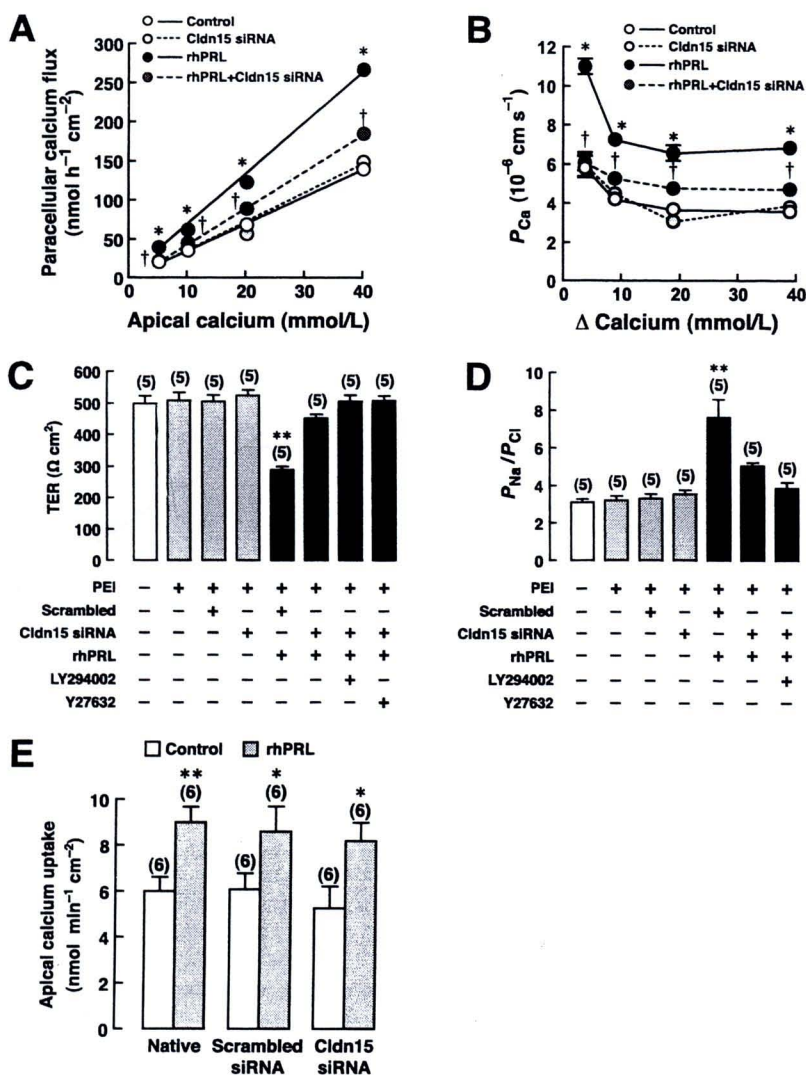 A
Control
Cldn15 siRNA
rhPRL
rhPRL+Cldn15 siRNA
Paracellular calcium flux
(nmol h⁻¹ cm⁻²)
300
250
200
150
100
50
0
* * * *
† † † †
0 10 20 30 40
Apical calcium (mmol/L)
B
Control
Cldn15 siRNA
rhPRL
rhPRL+Cldn15 siRNA
P_Ca (10⁻⁶ cm s⁻¹)
12
10
8
6
4
2
0
* * * *
† † † †
0 10 20 30 40
Δ Calcium (mmol/L)
C
TER (Ω cm²)
600
500
400
300
200
100
0
**
(5) (5) (5) (5) (5) (5) (5) (5)
PEI – + + + + + + +
Scrambled – – + – + – – –
Cldn15 siRNA – – – + – + + +
rhPRL – – – – + + + +
LY294002 – – – – – – + –
Y27632 – – – – – – – +
D
P_Na/P_Cl
10
8
6
4
2
0
**
(5) (5) (5) (5) (5) (5) (5)
PEI – + + + + + +
Scrambled – – + – + – –
Cldn15 siRNA – – – + – + +
rhPRL – – – – + + +
LY294002 – – – – – – +
Y27632 – – – – – – –
E
Control rhPRL
Apical calcium uptake
(nmol min⁻¹ cm⁻²)
10
8
6
4
2
0
** * *
(6) (6) (6) (6) (6) (6)
Native Scrambled siRNA Cldn15 siRNA